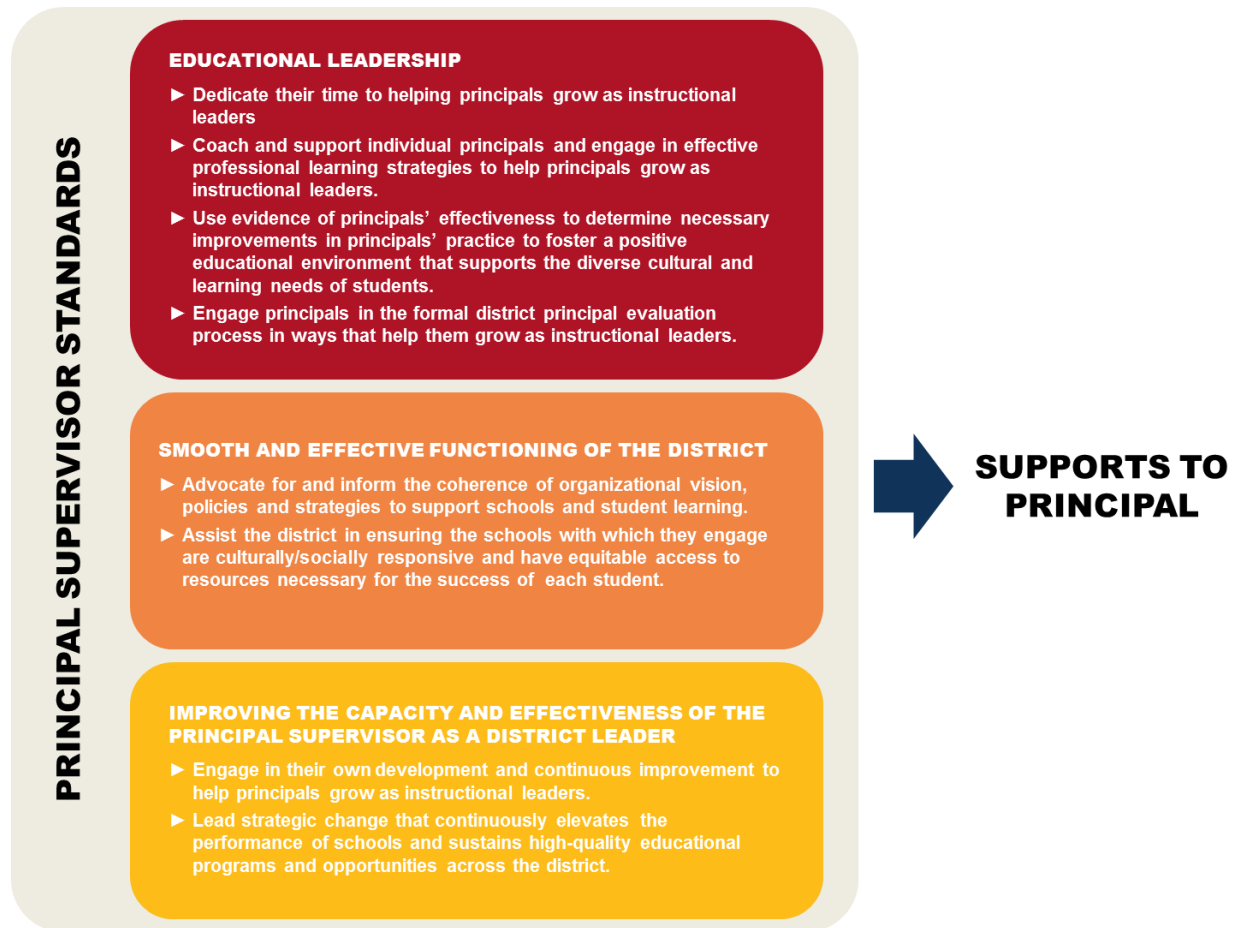 PRINCIPAL SUPERVISOR STANDARDS
EDUCATIONAL LEADERSHIP
► Dedicate their time to helping principals grow as instructional
leaders
► Coach and support individual principals and engage in effective
professional learning strategies to help principals grow as
instructional leaders.
► Use evidence of principals’ effectiveness to determine necessary
improvements in principals’ practice to foster a positive
educational environment that supports the diverse cultural and
learning needs of students.
► Engage principals in the formal district principal evaluation
process in ways that help them grow as instructional leaders.
SMOOTH AND EFFECTIVE FUNCTIONING OF THE DISTRICT
► Advocate for and inform the coherence of organizational vision,
policies and strategies to support schools and student learning.
► Assist the district in ensuring the schools with which they engage
are culturally/socially responsive and have equitable access to
resources necessary for the success of each student.
IMPROVING THE CAPACITY AND EFFECTIVENESS OF THE
PRINCIPAL SUPERVISOR AS A DISTRICT LEADER
► Engage in their own development and continuous improvement to
help principals grow as instructional leaders.
► Lead strategic change that continuously elevates the
performance of schools and sustains high-quality educational
programs and opportunities across the district.
SUPPORTS TO
PRINCIPAL